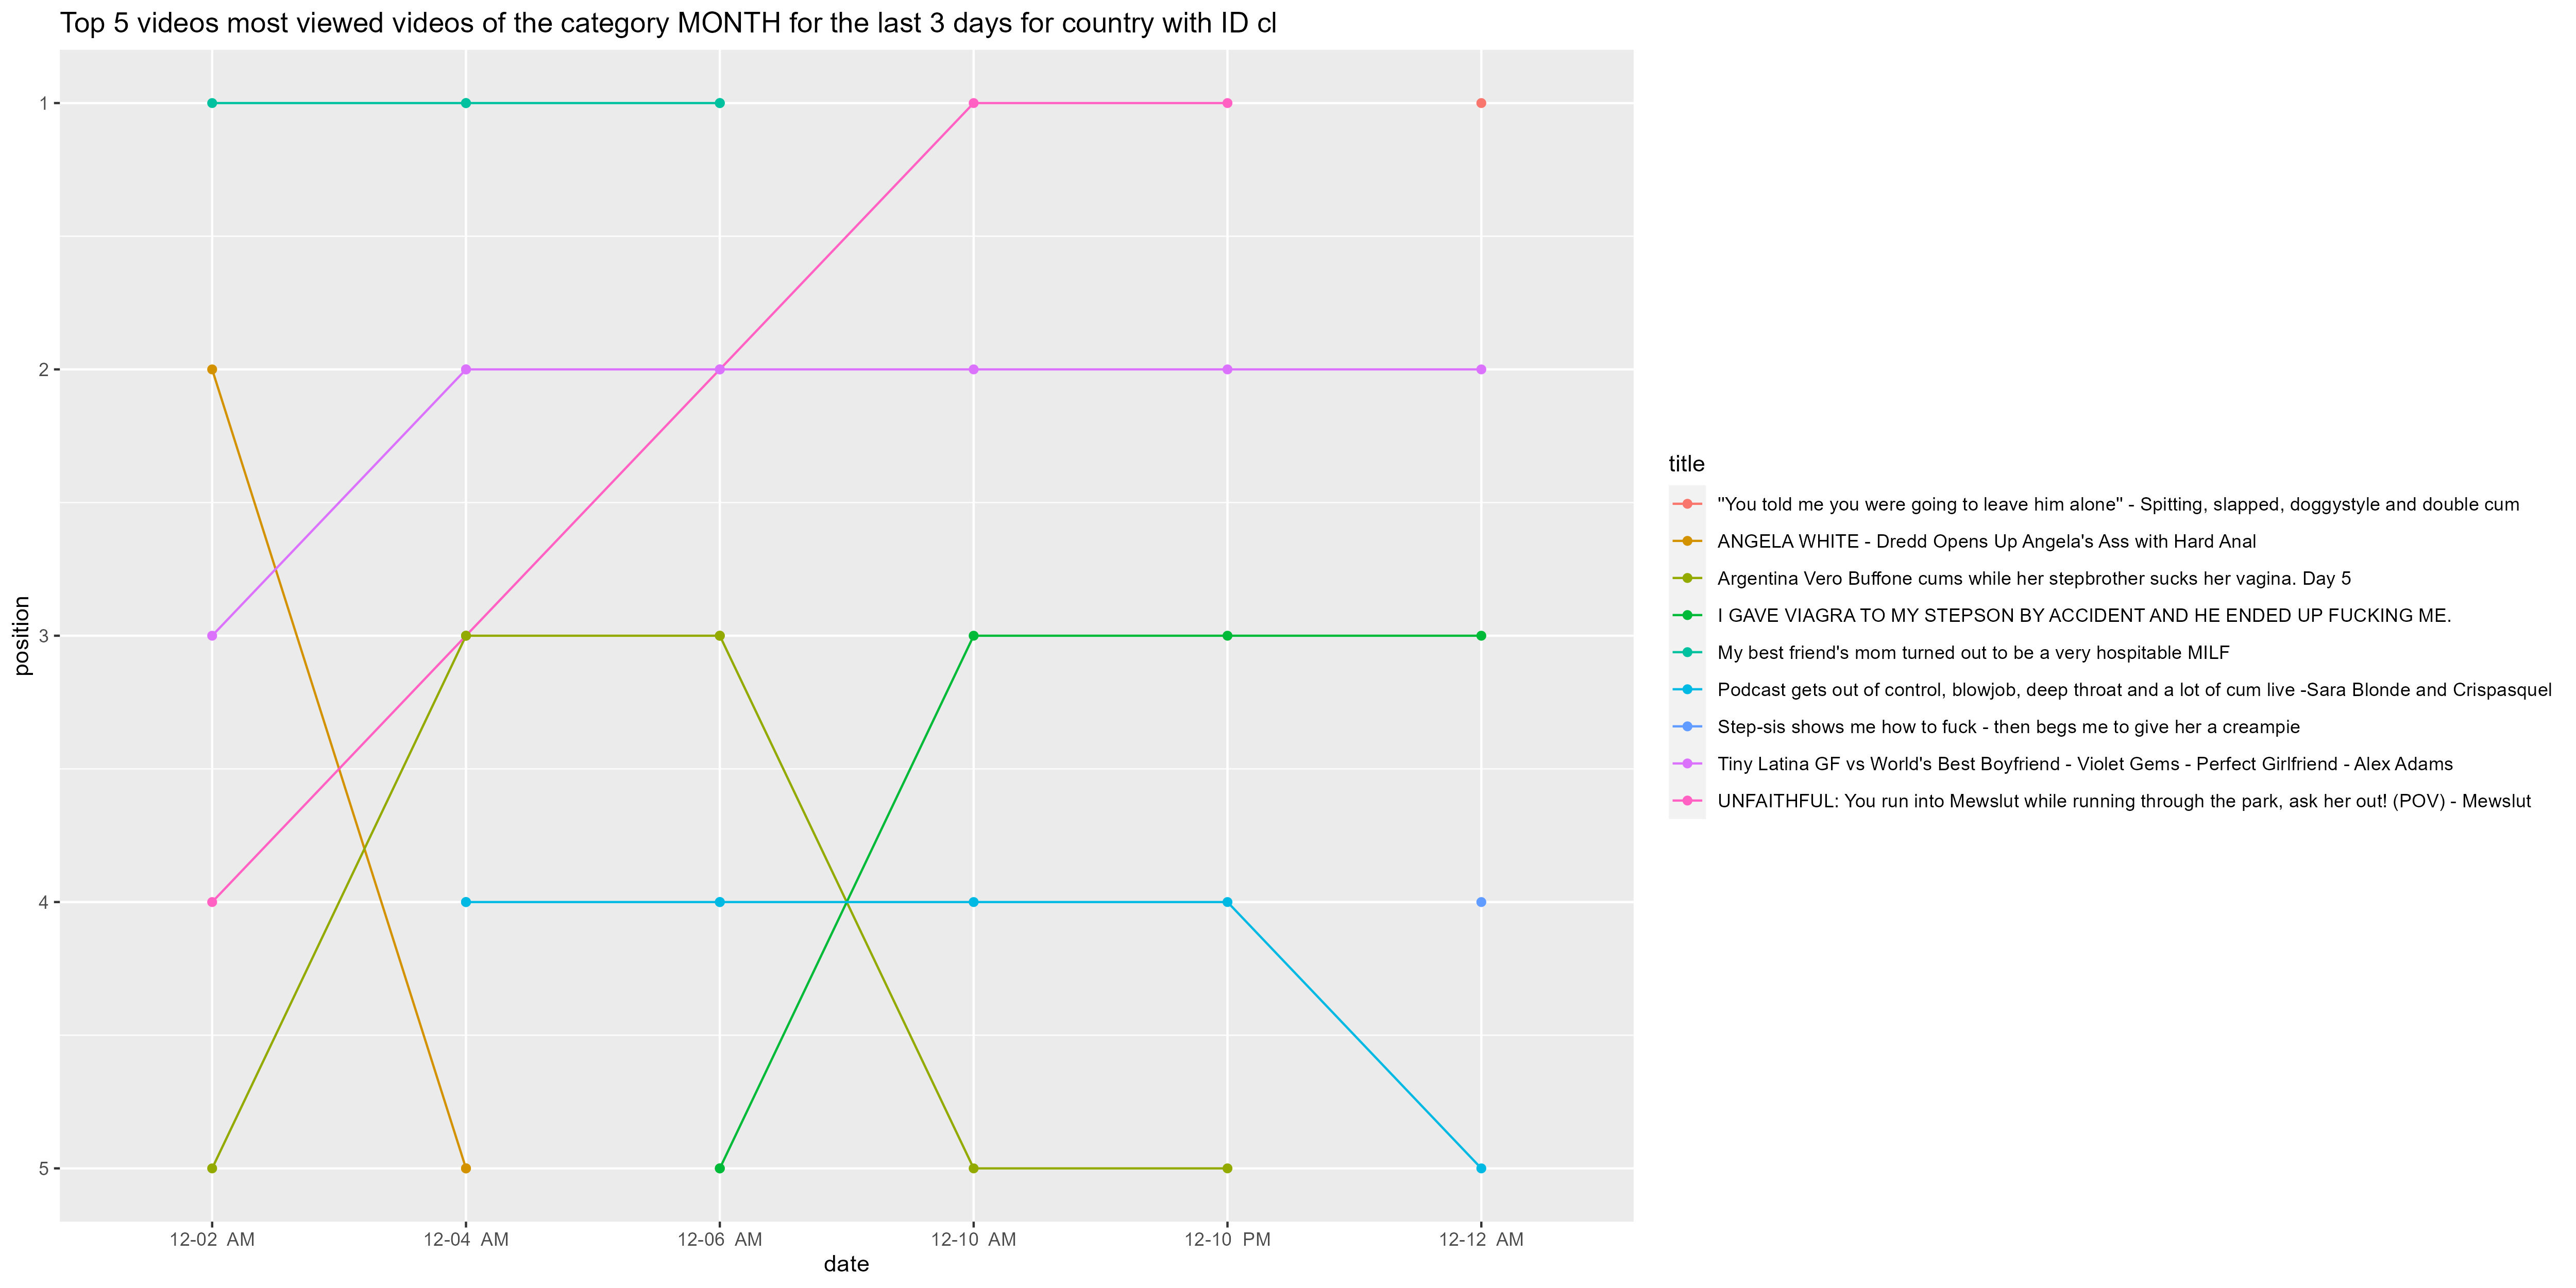 Top 5 videos most viewed videos of the category MONTH for the last 3 days for country with ID cl
position
1
2
3
4
5
12-02 AM
12-04 AM
12-06 AM
12-10 AM
12-10 PM
12-12 AM
date
title
"You told me you were going to leave him alone" - Spitting, slapped, doggystyle and double cum
ANGELA WHITE - Dredd Opens Up Angela's Ass with Hard Anal
Argentina Vero Buffone cums while her stepbrother sucks her vagina. Day 5
I GAVE VIAGRA TO MY STEPSON BY ACCIDENT AND HE ENDED UP FUCKING ME.
My best friend's mom turned out to be a very hospitable MILF
Podcast gets out of control, blowjob, deep throat and a lot of cum live -Sara Blonde and Crispasquel
Step-sis shows me how to fuck - then begs me to give her a creampie
Tiny Latina GF vs World's Best Boyfriend - Violet Gems - Perfect Girlfriend - Alex Adams
UNFAITHFUL: You run into Mewslut while running through the park, ask her out! (POV) - Mewslut